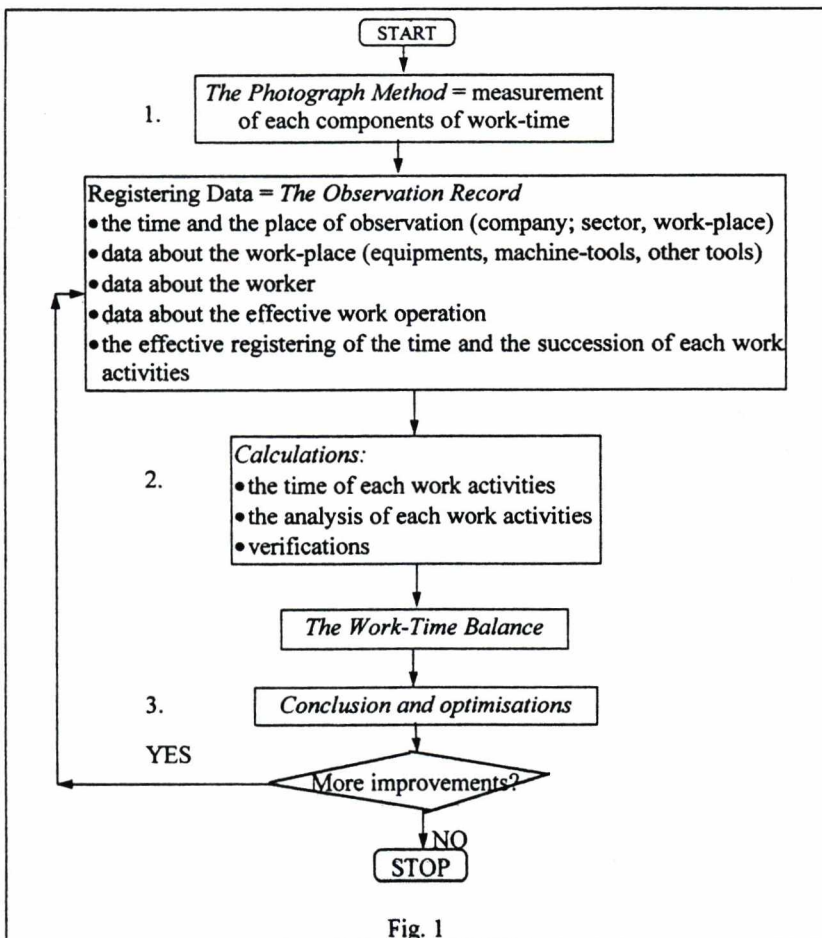 START
1.
The Photograph Method = measurement
of each components of work-time
Registering Data = The Observation Record
•the time and the place of observation (company; sector, work-place)
•data about the work-place (equipments, machine-tools, other tools)
•data about the worker
•data about the effective work operation
•the effective registering of the time and the succession of each work
activities
2.
Calculations:
•the time of each work activities
•the analysis of each work activities
•verifications
The Work-Time Balance
3.
Conclusion and optimisations
YES
More improvements?
NO
STOP
Fig. 1